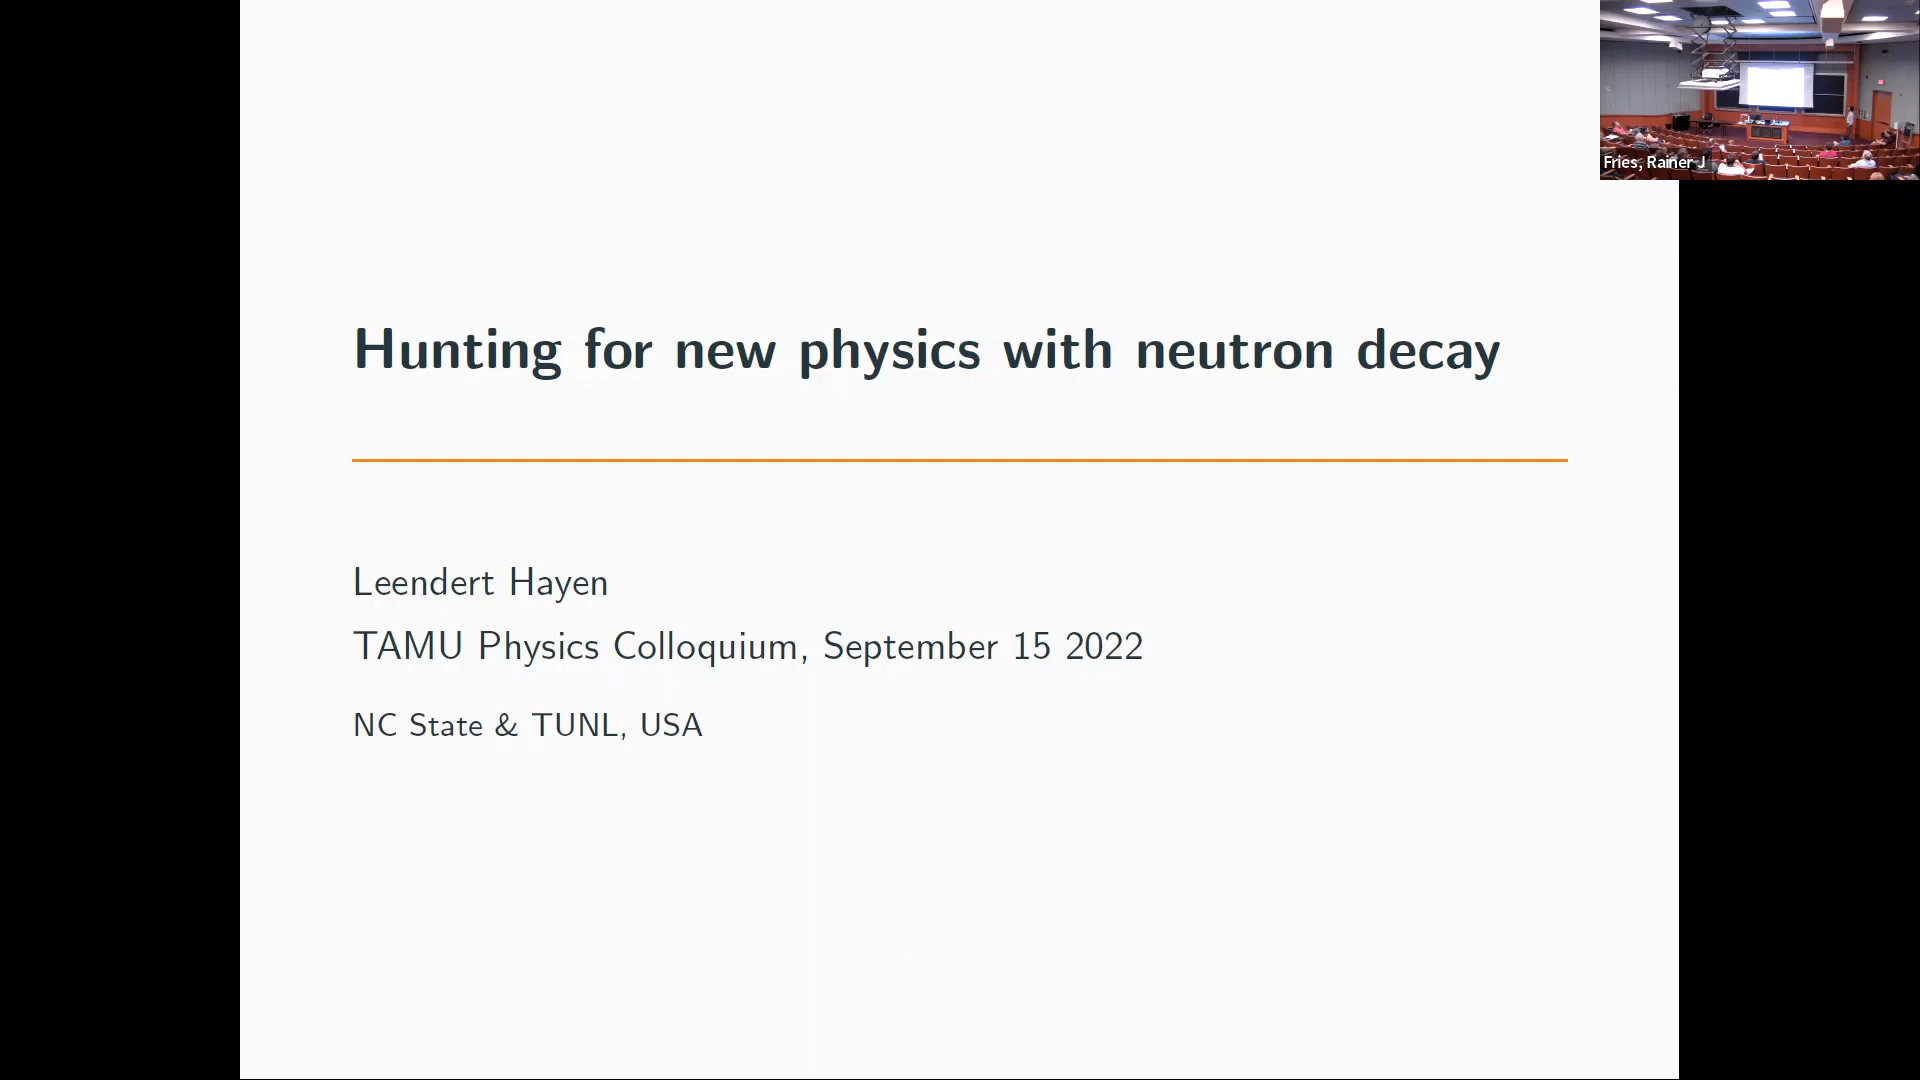 Fries, Rainer J
Hunting for new physics with neutron decay
Leendert Hayen
TAMU Physics Colloquium, September 15 2022
NC State & TUNL, USA